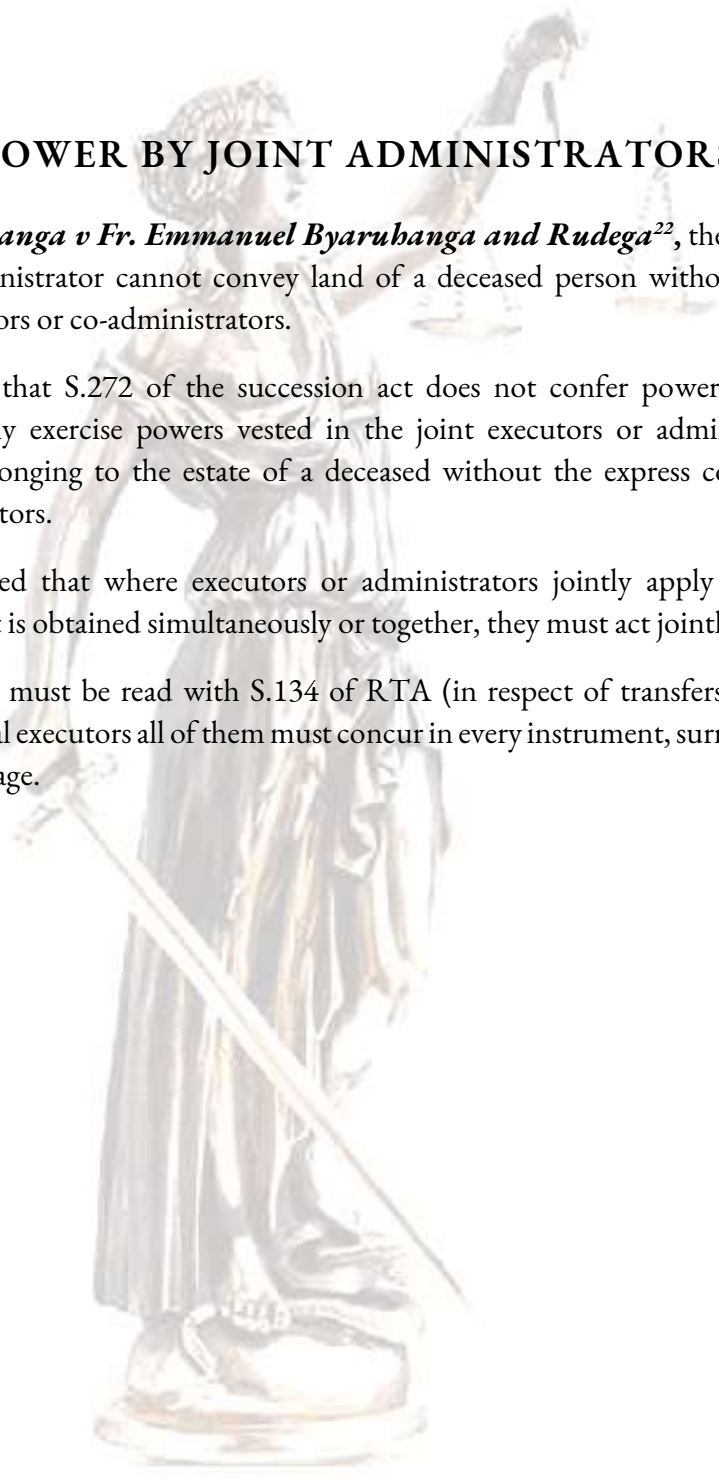 OWER BY JOINT ADMINISTRATORS
anga v Fr. Emmanuel Byaruhanga and Rudega²², the
nistrator cannot convey land of a deceased person witho
ors or co-administrators.
that S.272 of the succession act does not confer power
ly exercise powers vested in the joint executors or admi
onging to the estate of a deceased without the express co
tors.
ed that where executors or administrators jointly apply
t is obtained simultaneously or together, they must act jointl
must be read with S.134 of RTA (in respect of transfers
al executors all of them must concur in every instrument, surr
age.